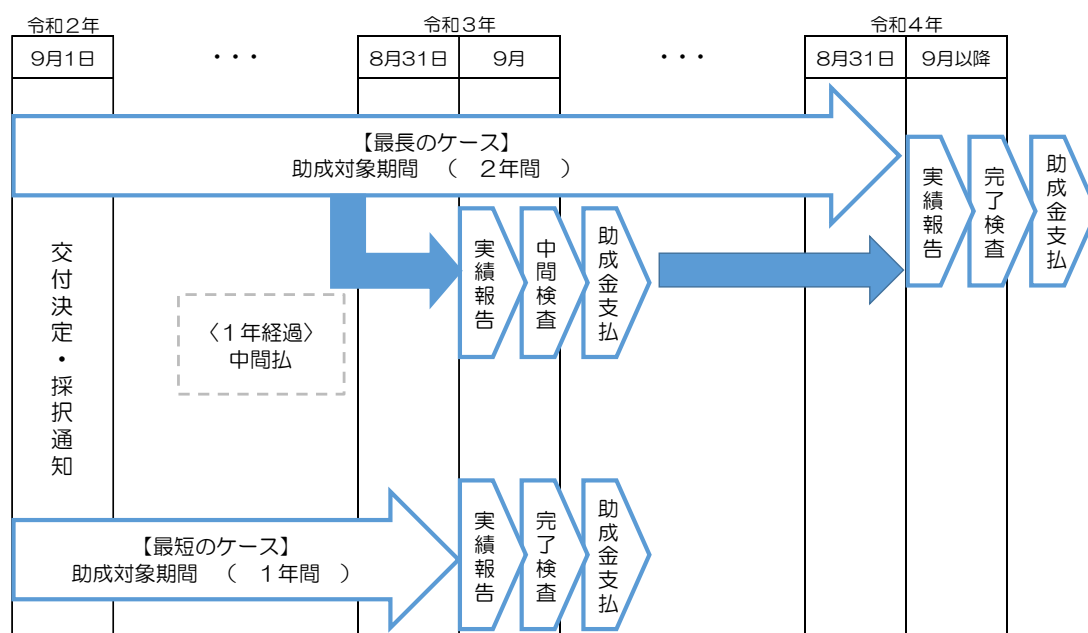 令和２年
令和３年
令和４年
９月１日
・・・
８月31日
９月
・・・
８月31日
９月以降
【最長のケース】
助成対象期間　（　２年間　）
実績報告
完了検査
助成金支払
交付決定・採択通知
〈１年経過〉
中間払
実績報告
中間検査
助成金支払
【最短のケース】
助成対象期間　（　１年間　）
実績報告
完了検査
助成金支払